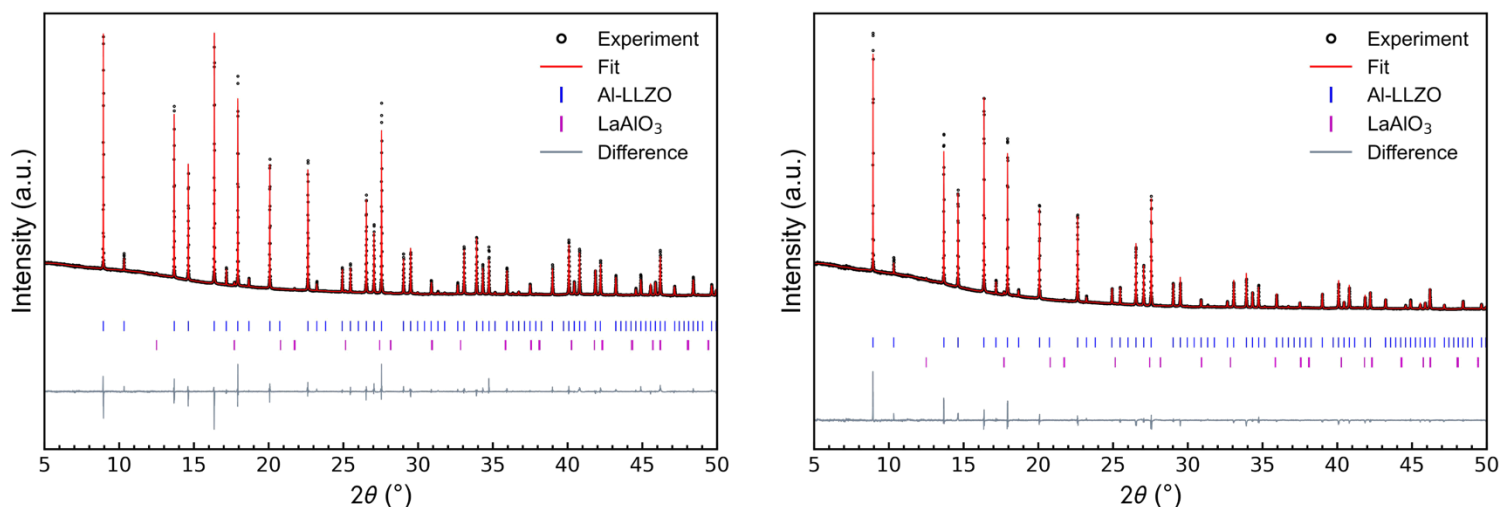 Experiment
Fit
Al-LLZO
LaAlO₃
Difference
Intensity (a.u.)
5 10 15 20 25 30 35 40 45 50
2θ (°)
Experiment
Fit
Al-LLZO
LaAlO₃
Difference
Intensity (a.u.)
5 10 15 20 25 30 35 40 45 50
2θ (°)